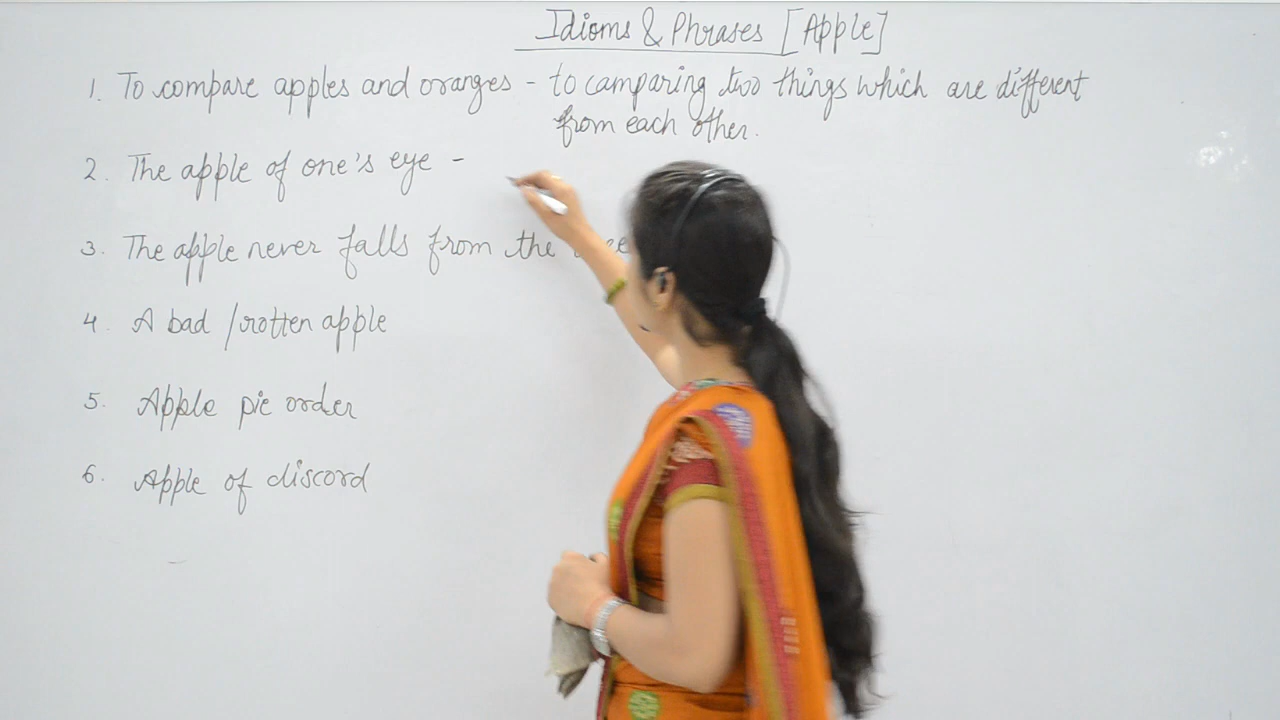 Idioms & Phrases [Apple]
1. To compare apples and oranges - to camparing two things which are different
from each other.
2. The apple of one's eye -
3. The apple never falls from the
4. A bad /rotten apple
5. Apple pie order
6. Apple of discord